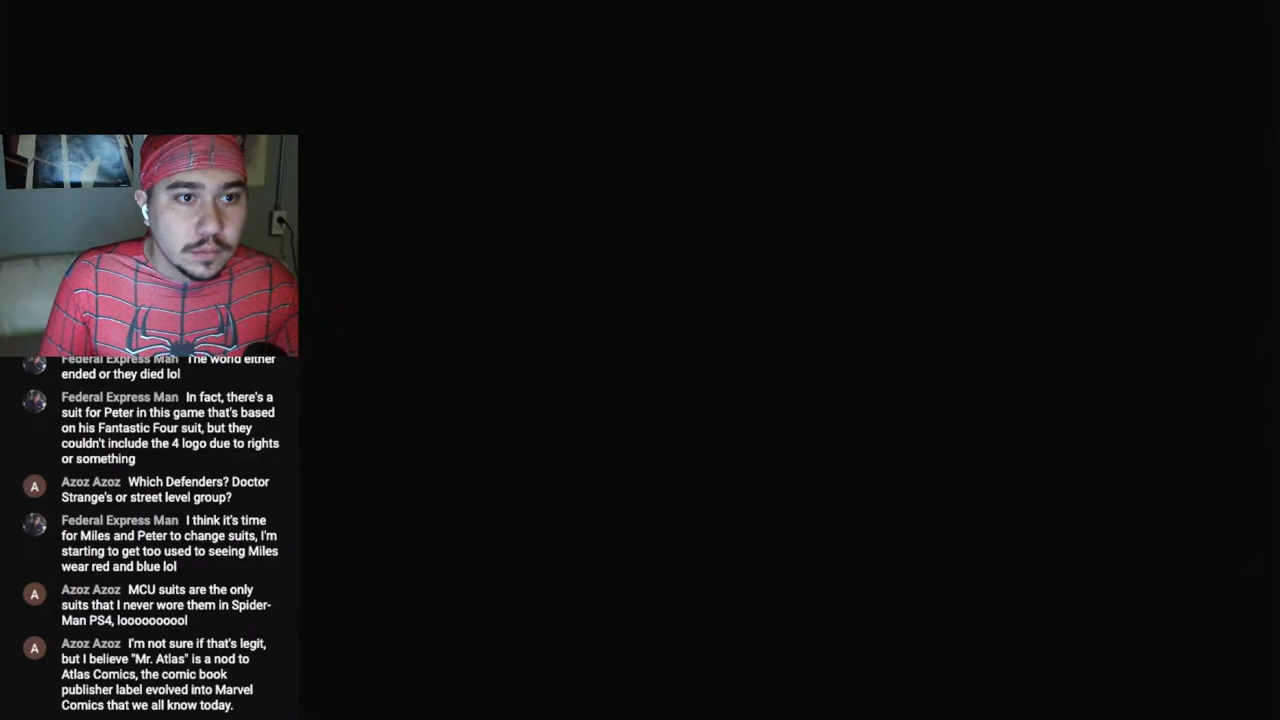 Federal Express Man The world either
ended or they died lol
Federal Express Man In fact, there's a
suit for Peter in this game that's based
on his Fantastic Four suit, but they
couldn't include the 4 logo due to rights
or something
A Azoz Azoz Which Defenders? Doctor
Strange's or street level group?
Federal Express Man I think it's time
for Miles and Peter to change suits, I'm
starting to get too used to seeing Miles
wear red and blue lol
A Azoz Azoz MCU suits are the only
suits that I never wore them in Spider-
Man PS4, loooooooool
A Azoz Azoz I'm not sure if that's legit,
but I believe "Mr. Atlas" is a nod to
Atlas Comics, the comic book
publisher label evolved into Marvel
Comics that we all know today.